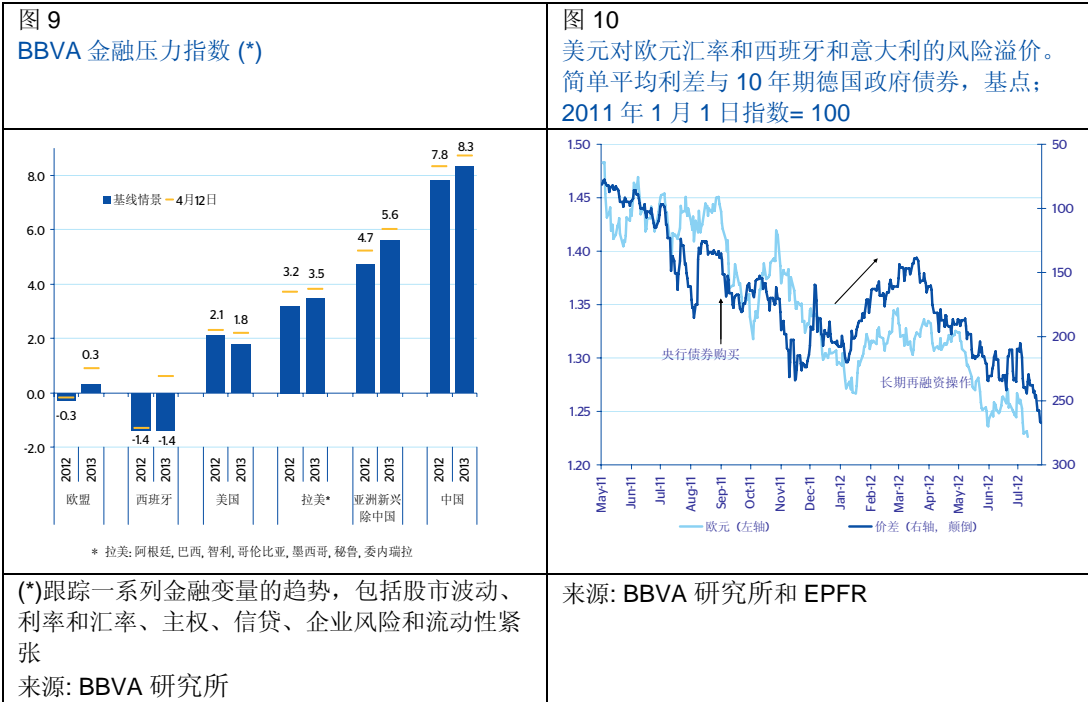 图 9
BBVA 金融压力指数 (*)
图 10
美元对欧元汇率和西班牙和意大利的风险溢价。
简单平均利差与 10 年期德国政府债券，基点；
2011 年 1 月 1 日指数= 100
8.0
6.0
4.0
2.0
0.0
-2.0
基线情景
4月12日
-0.3
0.3
-1.4
-1.4
2.1
1.8
3.2
3.5
4.7
5.6
7.8
8.3
2012
2013
2012
2013
2012
2013
2012
2013
2012
2013
2012
2013
欧盟
西班牙
美国
拉美*
亚洲新兴
除中国
中国
* 拉美: 阿根廷, 巴西, 智利, 哥伦比亚, 墨西哥, 秘鲁, 委内瑞拉
1.50
1.45
1.40
1.35
1.30
1.25
1.20
50
100
150
200
250
300
央行债券购买
长期再融资操作
May-11
Jun-11
Jul-11
Aug-11
Sep-11
Oct-11
Nov-11
Dec-11
Jan-12
Feb-12
Mar-12
Apr-12
May-12
Jun-12
Jul-12
欧元（左轴）
价差（右轴，颠倒）
(*)跟踪一系列金融变量的趋势，包括股市波动、
利率和汇率、主权、信贷、企业风险和流动性紧
张
来源: BBVA 研究所
来源: BBVA 研究所和 EPFR